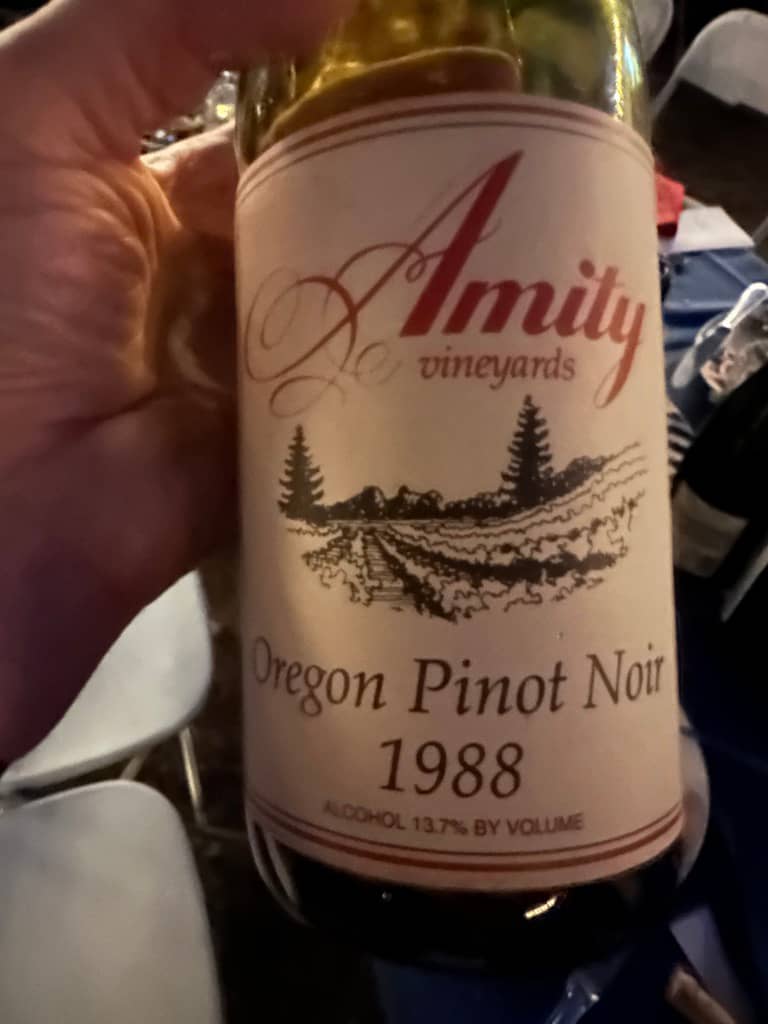 Amity
vineyards
Oregon Pinot Noir
1988
ALCOHOL 13.7% BY VOLUME